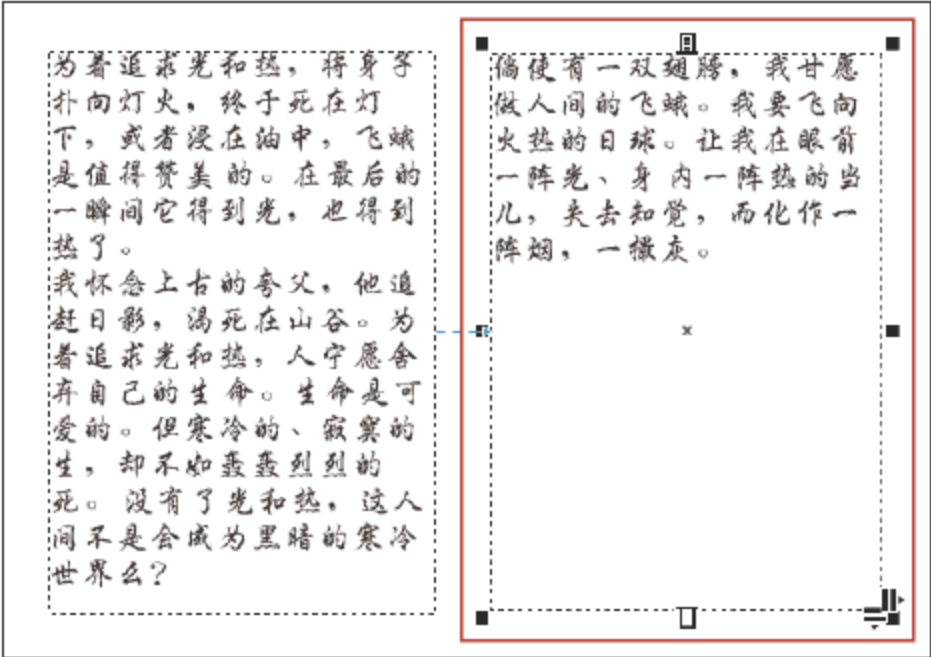 为着追求光和热，将身子
扑向灯火，终于死在灯
下，或者浸在油中，飞蛾
是值得赞美的。在最后的
一瞬间它得到光，也得到
热了。
我怀念上古的夸父，他追
赶日影，渴死在山谷。为
着追求光和热，人宁愿舍
弃自己的生命。生命是可
爱的。但寒冷的、寂寞的
生，却不如轰轰烈烈的
死。没有了光和热，这人
间不是会成为黑暗的寒冷
世界么？
倘使有一双翅膀，我甘愿
做人间的飞蛾。我要飞向
火热的日球。让我在眼前
一阵光、身内一阵热的当
儿，失去知觉，而化作一
阵烟，一撮灰。